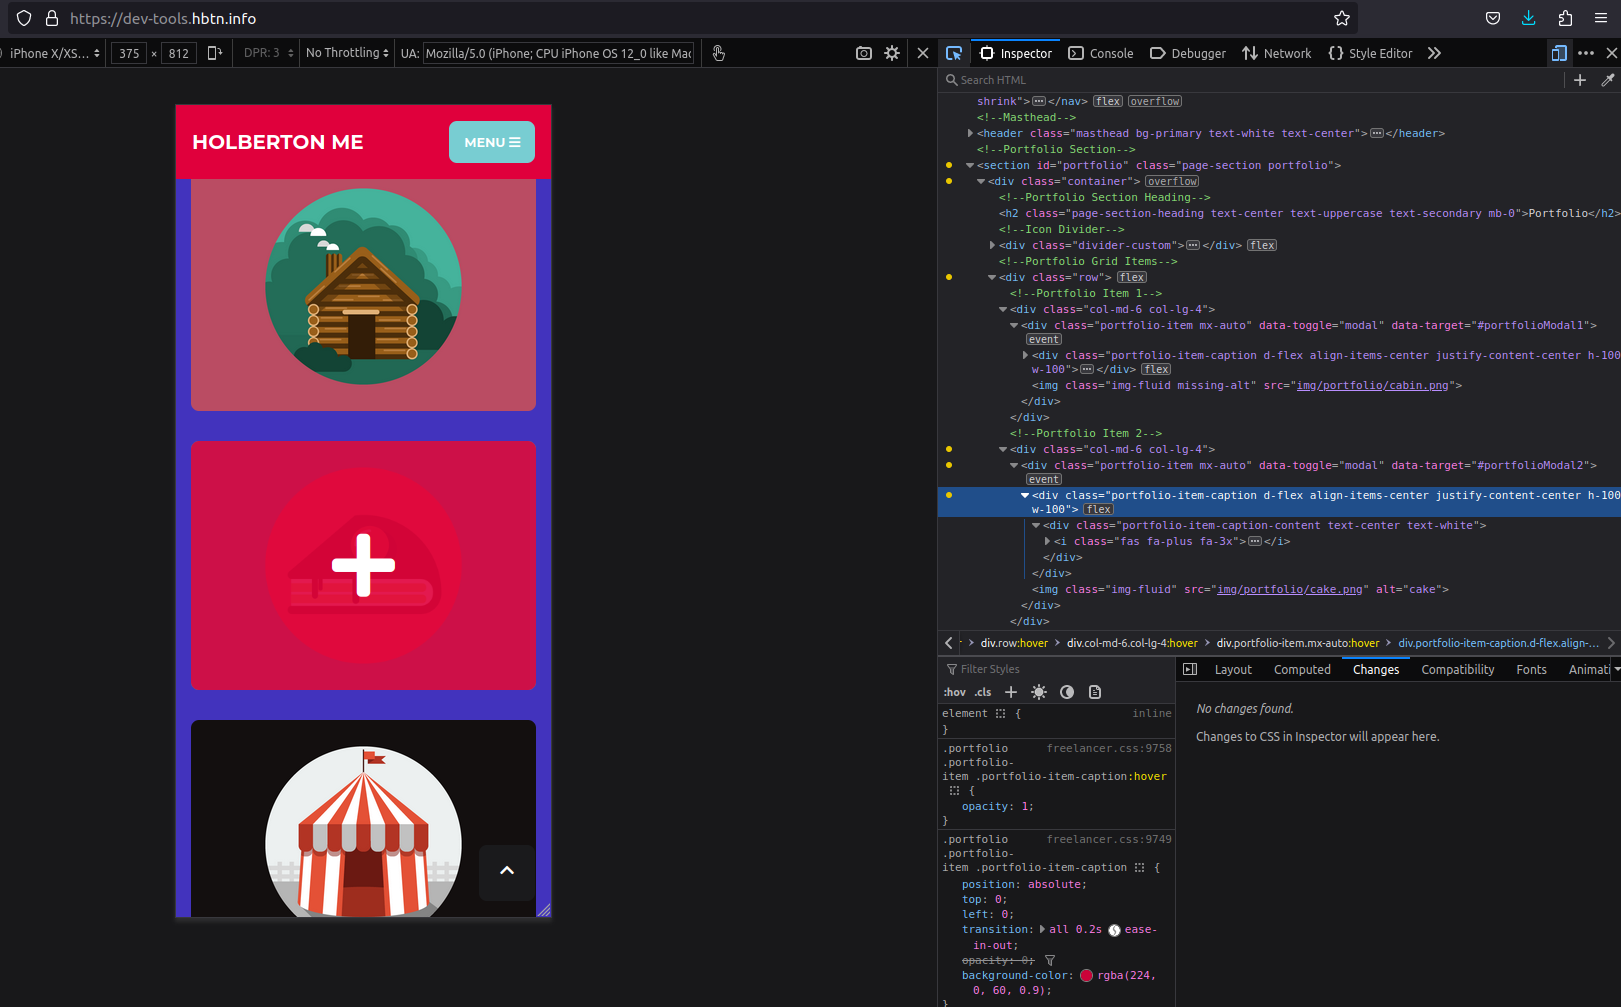 https://dev-tools.hbtn.info
iPhone X/XS... 375 × 812 DPR: 3 No Throttling UA: Mozilla/5.0 (iPhone; CPU iPhone OS 12_0 like Mac
Inspector Console Debugger Network Style Editor
Search HTML
HOLBERTON ME
MENU
shrink"></nav> flex overflow
<!--Masthead-->
<header class="masthead bg-primary text-white text-center"></header>
<!--Portfolio Section-->
<section id="portfolio" class="page-section portfolio">
<div class="container"> overflow
<!--Portfolio Section Heading-->
<h2 class="page-section-heading text-center text-uppercase text-secondary mb-0">Portfolio</h2>
<!--Icon Divider-->
<div class="divider-custom"></div> flex
<!--Portfolio Grid Items-->
<div class="row"> flex
<!--Portfolio Item 1-->
<div class="col-md-6 col-lg-4">
<div class="portfolio-item mx-auto" data-toggle="modal" data-target="#portfolioModal1">
event
<div class="portfolio-item-caption d-flex align-items-center justify-content-center h-100
w-100"></div> flex
<img class="img-fluid missing-alt" src="img/portfolio/cabin.png">
</div>
</div>
<!--Portfolio Item 2-->
<div class="col-md-6 col-lg-4">
<div class="portfolio-item mx-auto" data-toggle="modal" data-target="#portfolioModal2">
event
<div class="portfolio-item-caption d-flex align-items-center justify-content-center h-100
w-100"> flex
<div class="portfolio-item-caption-content text-center text-white">
<i class="fas fa-plus fa-3x"></i>
</div>
</div>
<img class="img-fluid" src="img/portfolio/cake.png" alt="cake">
</div>
</div>
div.row:hover > div.col-md-6.col-lg-4:hover > div.portfolio-item.mx-auto:hover > div.portfolio-item-caption.d-flex.align-...
Filter Styles
:hov .cls
element { inline
}
.portfolio freelancer.css:9758
.portfolio-
item .portfolio-item-caption:hover
{
opacity: 1;
}
.portfolio freelancer.css:9749
.portfolio-
item .portfolio-item-caption {
position: absolute;
top: 0;
left: 0;
transition: all 0.2s ease-
in-out;
opacity: 0;
background-color: rgba(224,
0, 60, 0.9);
}
Layout Computed Changes Compatibility Fonts Animati
No changes found.
Changes to CSS in Inspector will appear here.